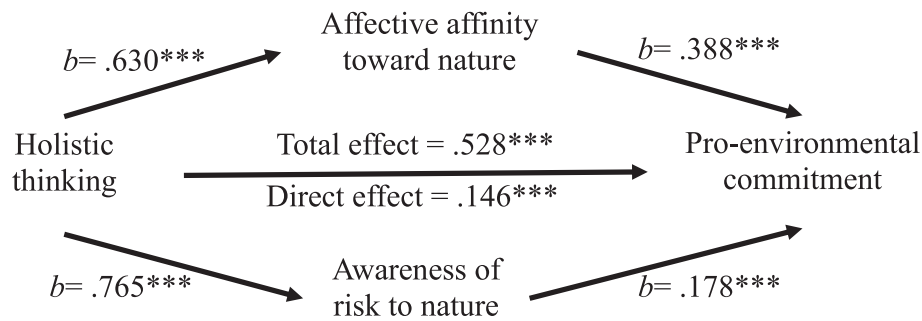 Affective affinity
toward nature
b= .630***
b= .388***
Holistic
thinking
Total effect = .528***
Direct effect = .146***
Pro-environmental
commitment
b= .765***
Awareness of
risk to nature
b= .178***